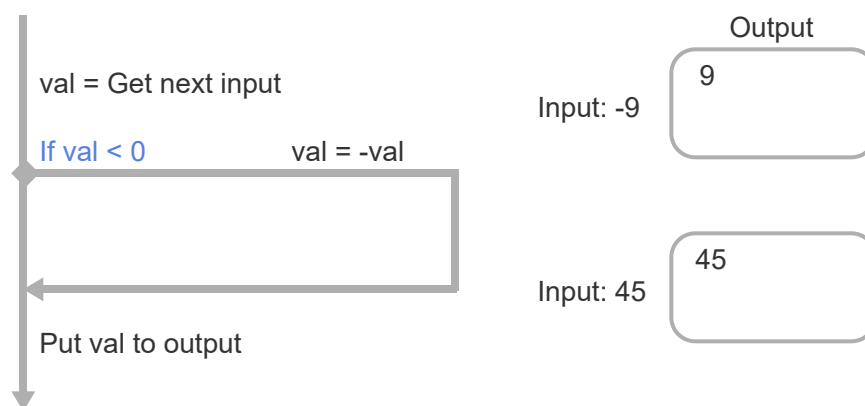 val = Get next input
If val < 0
val = -val
Put val to output
Output
Input: -9
9
Input: 45
45